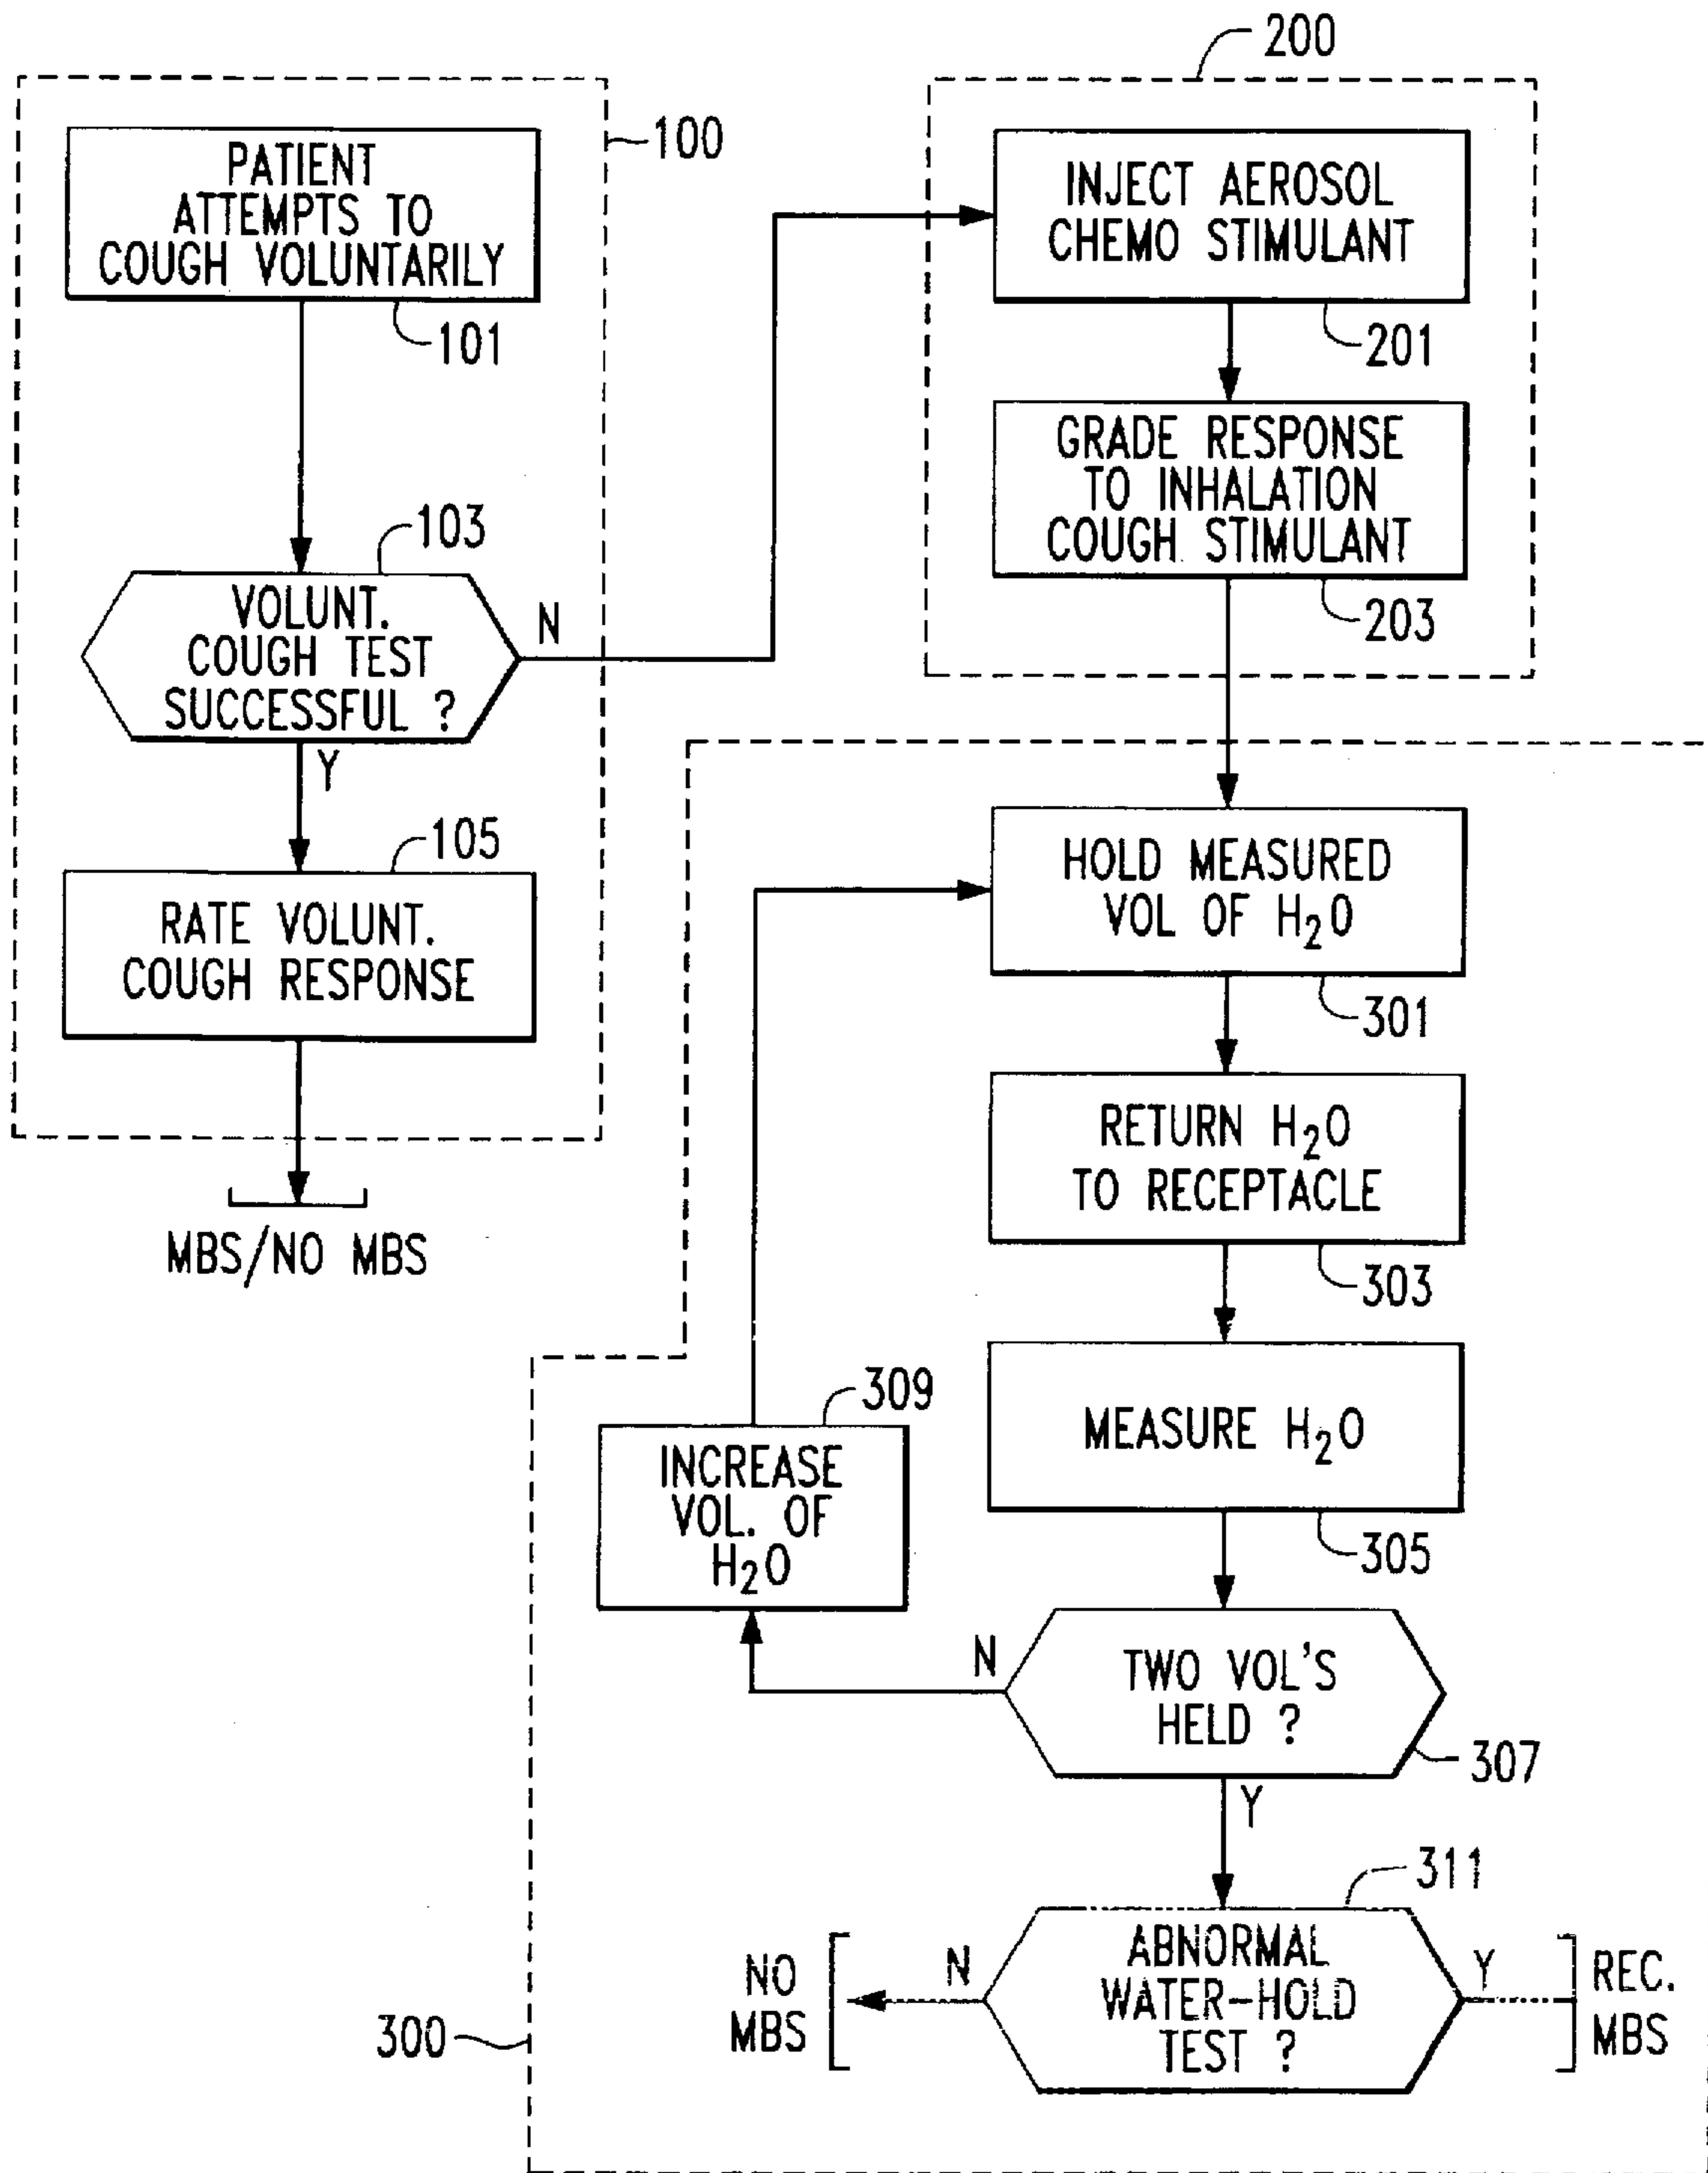 200
100
PATIENT
ATTEMPTS TO
COUGH VOLUNTARILY
101
103
VOLUNT.
COUGH TEST
SUCCESSFUL ?
N
Y
105
RATE VOLUNT.
COUGH RESPONSE
MBS/NO MBS
INJECT AEROSOL
CHEMO STIMULANT
201
GRADE RESPONSE
TO INHALATION
COUGH STIMULANT
203
HOLD MEASURED
VOL OF H₂O
301
RETURN H₂O
TO RECEPTACLE
303
MEASURE H₂O
305
309
INCREASE
VOL. OF
H₂O
N
TWO VOL'S
HELD ?
307
Y
311
ABNORMAL
WATER-HOLD
TEST ?
N
NO
MBS
Y
REC.
MBS
300